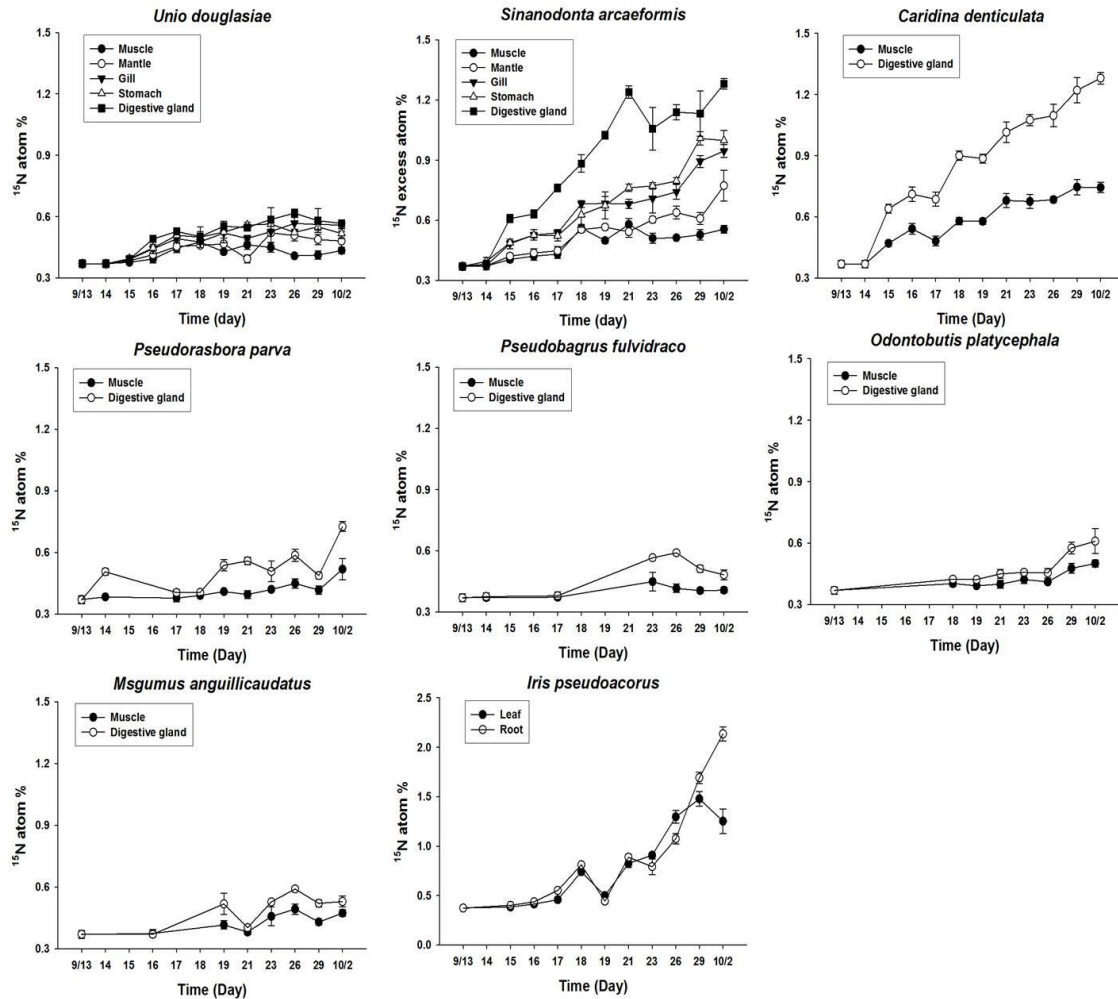 Unio douglasiae
1.5
1.2
0.9
0.6
0.3
15N atom %
Muscle
Mantle
Gill
Stomach
Digestive gland
9/13 14 15 16 17 18 19 21 23 26 29 10/2
Time (day)
Sinanodonta arcaeformis
1.5
1.2
0.9
0.6
0.3
15N excess atom %
Muscle
Mantle
Gill
Stomach
Digestive gland
9/13 14 15 16 17 18 19 21 23 26 29 10/2
Time (day)
Caridina denticulata
1.5
1.2
0.9
0.6
0.3
15N atom %
Muscle
Digestive gland
9/13 14 15 16 17 18 19 21 23 26 29 10/2
Time (Day)
Pseudorasbora parva
1.5
1.2
0.9
0.6
0.3
15N atom %
Muscle
Digestive gland
9/13 14 15 16 17 18 19 21 23 26 29 10/2
Time (Day)
Pseudobagrus fulvidraco
1.5
1.2
0.9
0.6
0.3
15N atom %
Muscle
Digestive gland
9/13 14 15 16 17 18 19 21 23 26 29 10/2
Time (Day)
Odontobutis platycephala
1.5
1.2
0.9
0.6
0.3
15N atom %
Muscle
Digestive gland
9/13 14 15 16 17 18 19 21 23 26 29 10/2
Time (Day)
Msgumus anguillicaudatus
1.5
1.2
0.9
0.6
0.3
15N atom %
Muscle
Digestive gland
9/13 14 15 16 17 18 19 21 23 26 29 10/2
Time (Day)
Iris pseudoacorus
2.5
2.0
1.5
1.0
0.5
0.0
15N atom %
Leaf
Root
9/13 14 15 16 17 18 19 21 23 26 29 10/2
Time (Day)